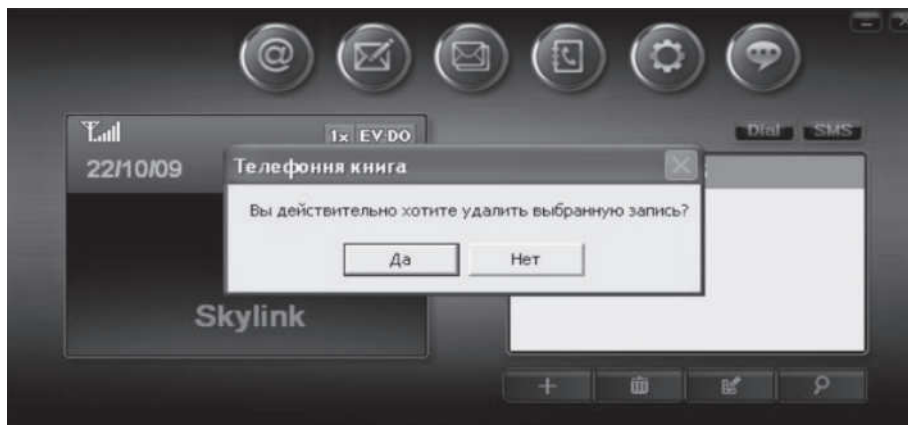 @
1x EV-DO
Dial SMS
22/10/09
Телефоння книга
Вы действительно хотите удалить выбранную запись?
Да Нет
Skylink